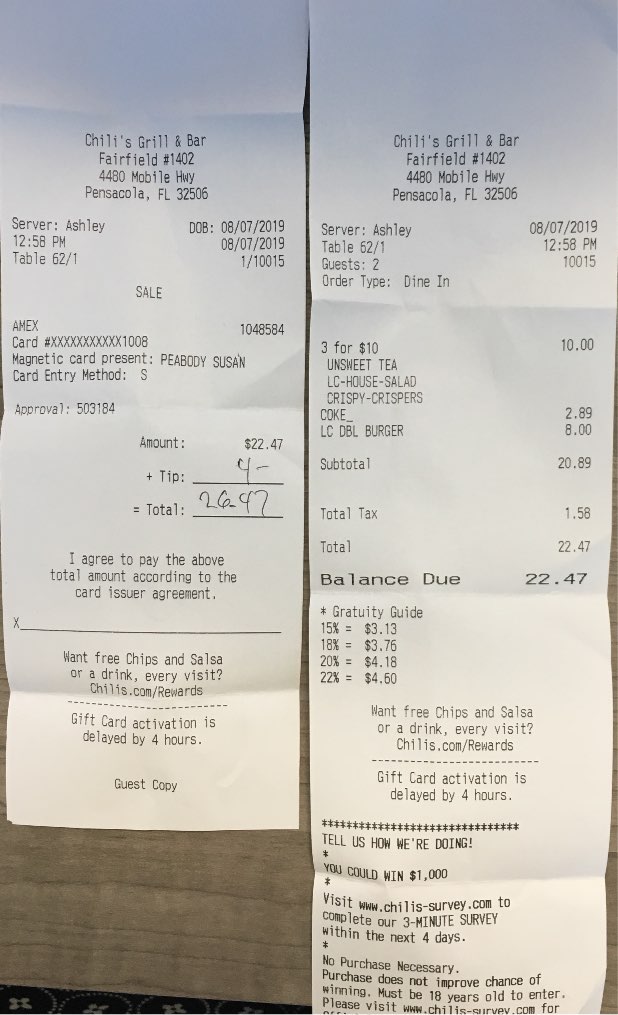 Chili's Grill & Bar
Fairfield #1402
4480 Mobile Hwy
Pensacola, FL 32506
Server: Ashley DOB: 08/07/2019
12:58 PM 08/07/2019
Table 62/1 1/10015
SALE
AMEX 1048584
Card #XXXXXXXXXXX1008
Magnetic card present: PEABODY SUSAN
Card Entry Method: S
Approval: 503184
Amount: $22.47
+ Tip: 4-
= Total: 26.47
I agree to pay the above
total amount according to the
card issuer agreement.
X
Want free Chips and Salsa
or a drink, every visit?
Chilis.com/Rewards
Gift Card activation is
delayed by 4 hours.
Guest Copy
Chili's Grill & Bar
Fairfield #1402
4480 Mobile Hwy
Pensacola, FL 32506
Server: Ashley 08/07/2019
Table 62/1 12:58 PM
Guests: 2 10015
Order Type: Dine In
3 for $10 10.00
UNSWEET TEA
LC-HOUSE-SALAD
CRISPY-CRISPERS
COKE_ 2.89
LC DBL BURGER 8.00
Subtotal 20.89
Total Tax 1.58
Total 22.47
Balance Due 22.47
* Gratuity Guide
15% = $3.13
18% = $3.76
20% = $4.18
22% = $4.60
Want free Chips and Salsa
or a drink, every visit?
Chilis.com/Rewards
Gift Card activation is
delayed by 4 hours.
*******************************
TELL US HOW WE'RE DOING!
*
YOU COULD WIN $1,000
*
Visit www.chilis-survey.com to
complete our 3-MINUTE SURVEY
within the next 4 days.
*
No Purchase Necessary.
Purchase does not improve chance of
winning. Must be 18 years old to enter.
Please visit www.chilis-survey.com for